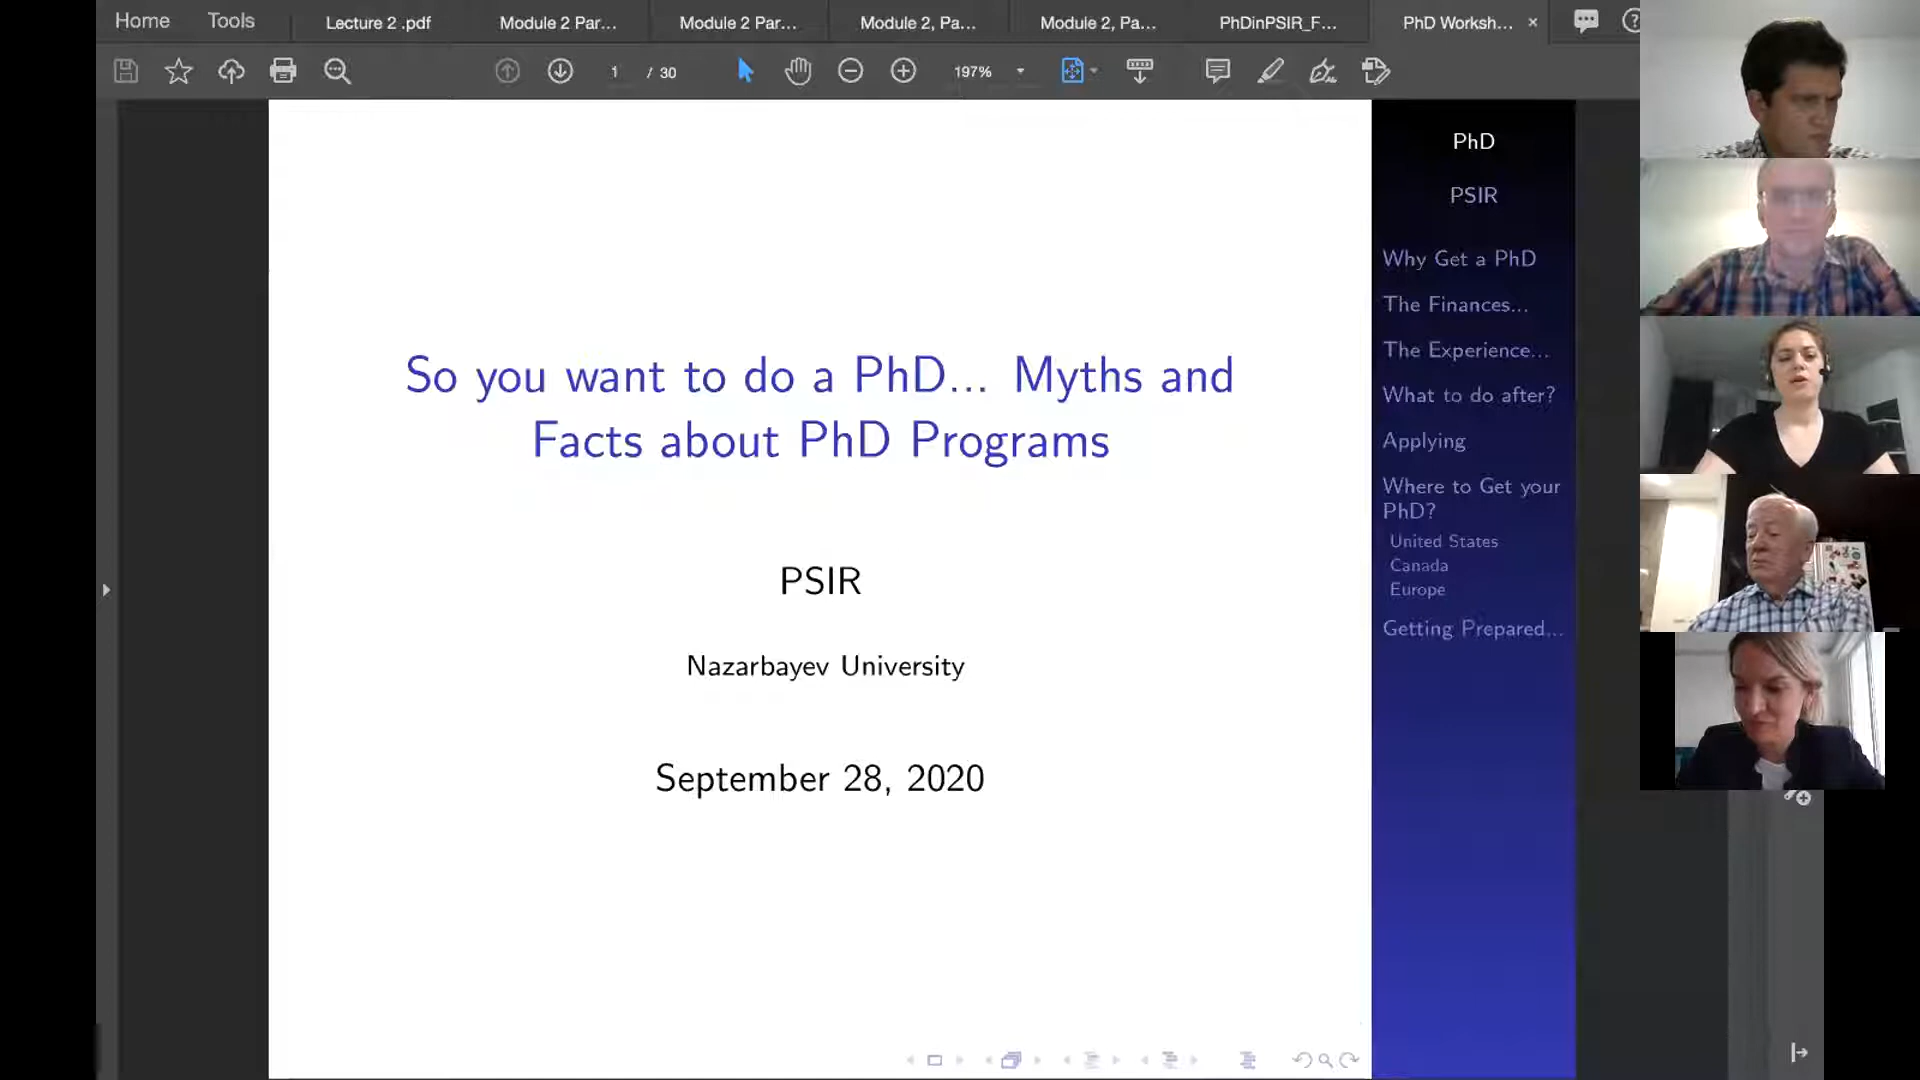 Home
Tools
Lecture 2 .pdf
Module 2 Par...
Module 2 Par...
Module 2, Pa...
Module 2, Pa...
PhDinPSIR_F...
PhD Worksh...
1
/ 30
197%
So you want to do a PhD... Myths and
Facts about PhD Programs
PSIR
Nazarbayev University
September 28, 2020
PhD
PSIR
Why Get a PhD
The Finances...
The Experience...
What to do after?
Applying
Where to Get your
PhD?
United States
Canada
Europe
Getting Prepared...